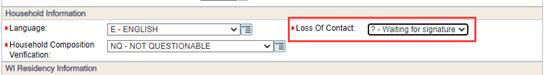 Household Information
*Language: E - ENGLISH *Loss Of Contact: ? - Waiting for signature
*Household Composition Verification: NQ - NOT QUESTIONABLE
WI Residency Information